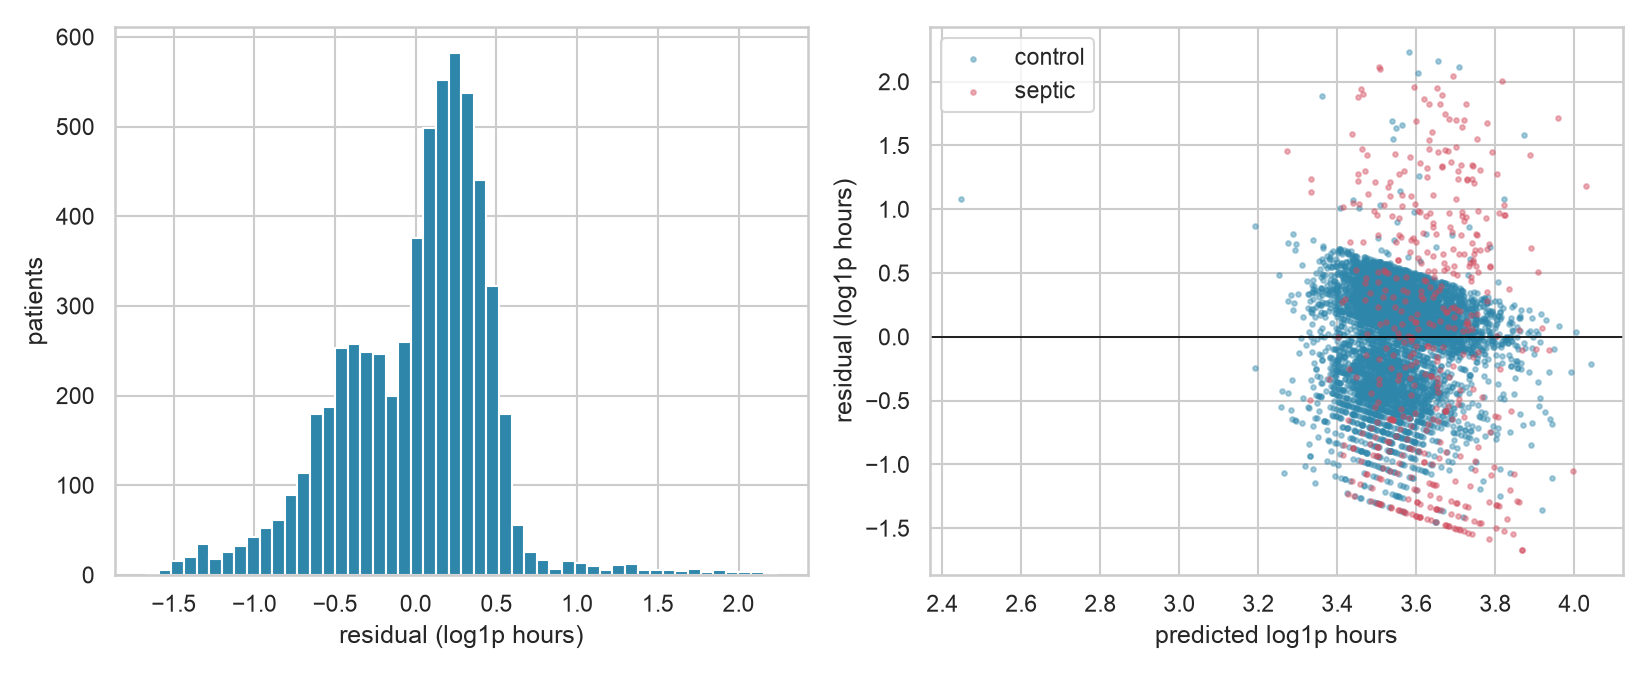 600
500
400
300
200
100
0
patients
−1.5 −1.0 −0.5 0.0 0.5 1.0 1.5 2.0
residual (log1p hours)
control
septic
2.0
1.5
1.0
0.5
0.0
−0.5
−1.0
−1.5
residual (log1p hours)
2.4 2.6 2.8 3.0 3.2 3.4 3.6 3.8 4.0
predicted log1p hours